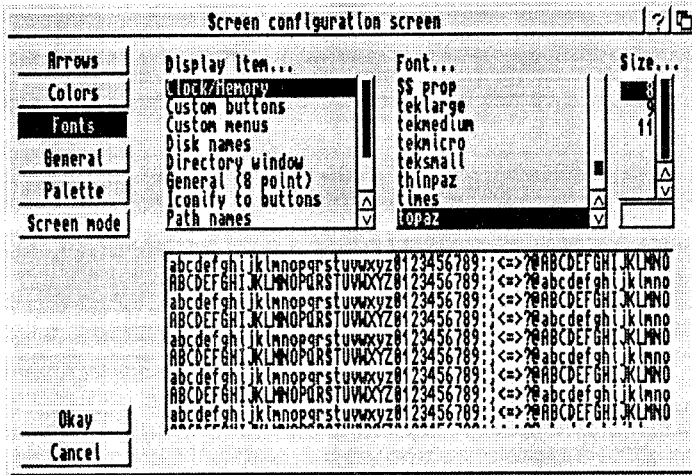 Screen configuration screen
?
Arrows
Colors
Fonts
General
Palette
Screen mode
Okay
Cancel
Display Item...
Clock/Memory
Custom buttons
Custom menus
Disk names
Directory window
General (8 point)
Iconify to buttons
Path names
Font...
SS prop
teklarge
tekmedium
tekmicro
teksmall
thinpaz
times
topaz
Size...
8
9
11
abcdefghijklmnopqrstuvwxyz0123456789:;<=>?@ABCDEFGHIJKLMNO
ABCDEFGHIJKLMNOPQRSTUVWXYZ0123456789:;<=>?@abcdefghijklmno
abcdefghijklmnopqrstuvwxyz0123456789:;<=>?@ABCDEFGHIJKLMNO
ABCDEFGHIJKLMNOPQRSTUVWXYZ0123456789:;<=>?@abcdefghijklmno
abcdefghijklmnopqrstuvwxyz0123456789:;<=>?@ABCDEFGHIJKLMNO
ABCDEFGHIJKLMNOPQRSTUVWXYZ0123456789:;<=>?@abcdefghijklmno
abcdefghijklmnopqrstuvwxyz0123456789:;<=>?@ABCDEFGHIJKLMNO
ABCDEFGHIJKLMNOPQRSTUVWXYZ0123456789:;<=>?@abcdefghijklmno
abcdefghijklmnopqrstuvwxyz0123456789:;<=>?@ABCDEFGHIJKLMNO